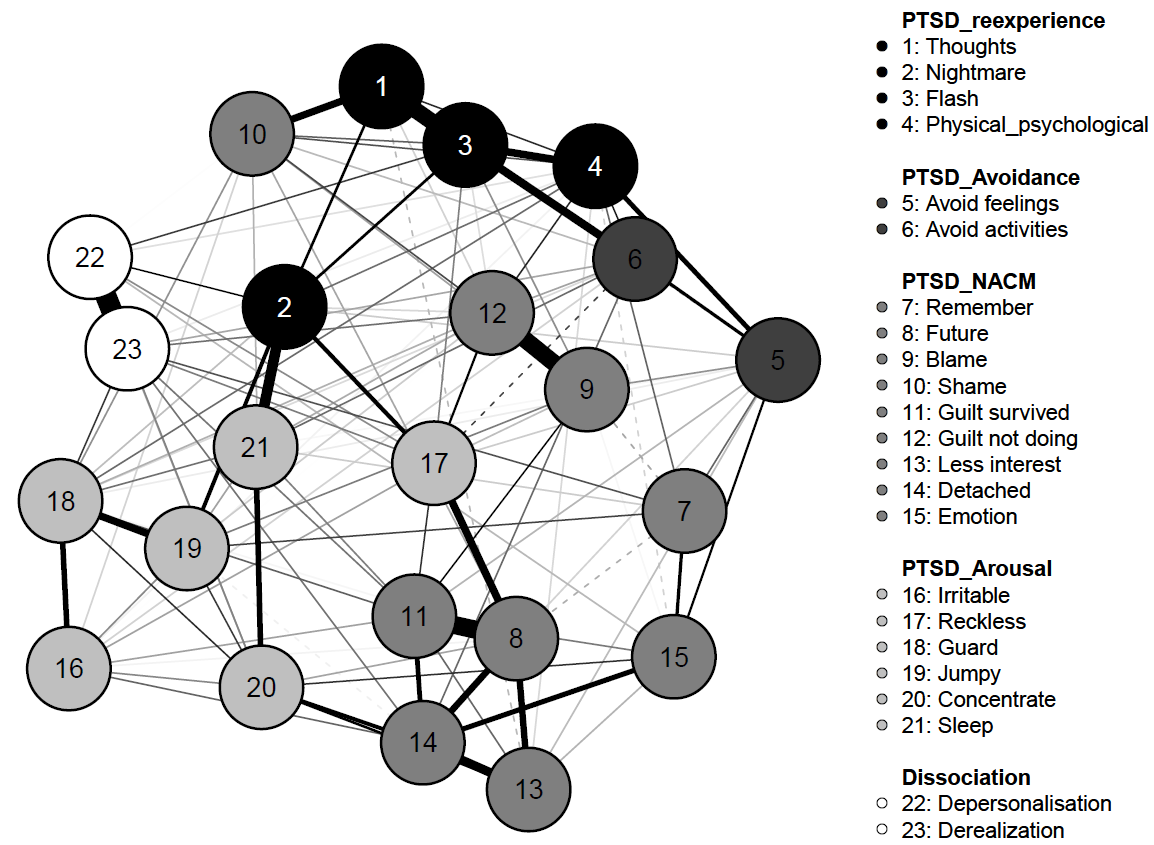 1
10
3
4
22
6
2
12
23
5
9
21
17
18
7
19
11
8
15
16
20
14
13
PTSD_reexperience
1: Thoughts
2: Nightmare
3: Flash
4: Physical_psychological
PTSD_Avoidance
5: Avoid feelings
6: Avoid activities
PTSD_NACM
7: Remember
8: Future
9: Blame
10: Shame
11: Guilt survived
12: Guilt not doing
13: Less interest
14: Detached
15: Emotion
PTSD_Arousal
16: Irritable
17: Reckless
18: Guard
19: Jumpy
20: Concentrate
21: Sleep
Dissociation
22: Depersonalisation
23: Derealization